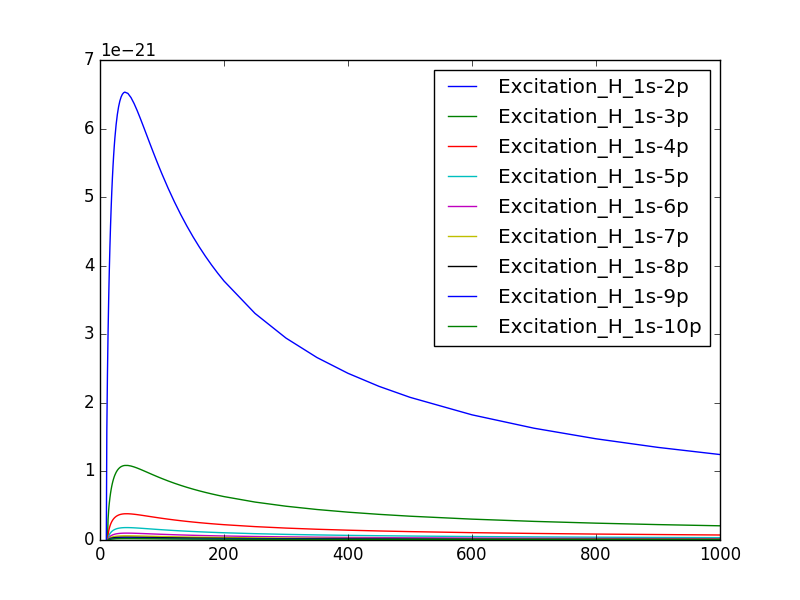 1e−21
7
6
5
4
3
2
1
0
0 200 400 600 800 1000
Excitation_H_1s-2p
Excitation_H_1s-3p
Excitation_H_1s-4p
Excitation_H_1s-5p
Excitation_H_1s-6p
Excitation_H_1s-7p
Excitation_H_1s-8p
Excitation_H_1s-9p
Excitation_H_1s-10p